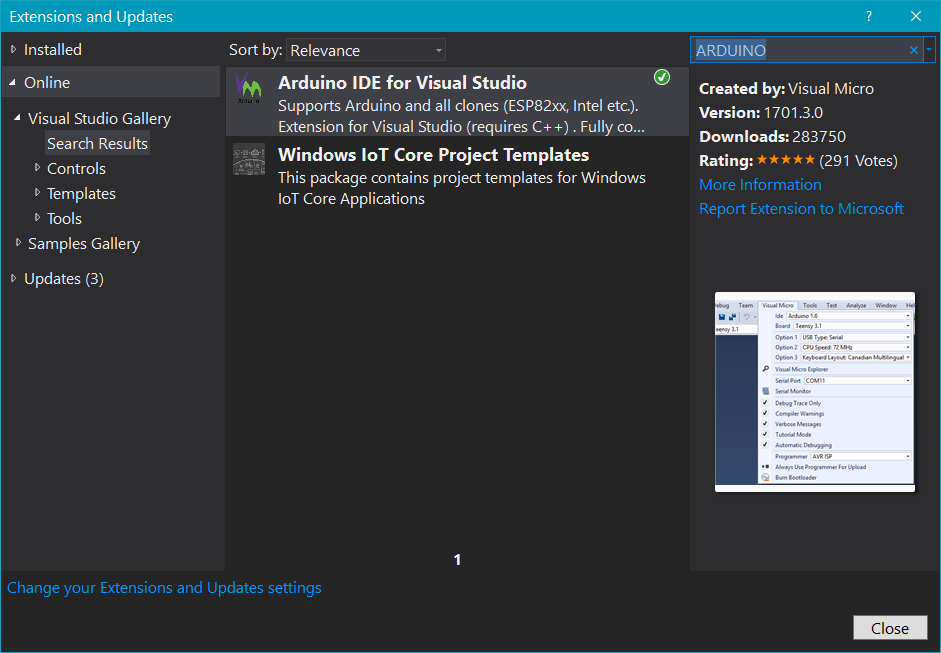 Extensions and Updates
?
Installed
Online
Visual Studio Gallery
Search Results
Controls
Templates
Tools
Samples Gallery
Updates (3)
Sort by: Relevance
Arduino IDE for Visual Studio
Supports Arduino and all clones (ESP82xx, Intel etc.).
Extension for Visual Studio (requires C++) . Fully co...
Windows IoT Core Project Templates
This package contains project templates for Windows
IoT Core Applications
1
ARDUINO
Created by: Visual Micro
Version: 1701.3.0
Downloads: 283750
Rating: (291 Votes)
More Information
Report Extension to Microsoft
ebug Team Visual Micro Tools Test Analyze Window Hel
Ide Arduino 1.6
eensy 3.1 Board Teensy 3.1
Option 1 USB Type: Serial
Option 2 CPU Speed: 72 MHz
Option 3 Keyboard Layout: Canadian Multilingual
Visual Micro Explorer
Serial Port COM11
Serial Monitor
Debug Trace Only
Compiler Warnings
Verbose Messages
Tutorial Mode
Automatic Debugging
Programmer AVR ISP
Always Use Programmer For Upload
Burn Bootloader
Change your Extensions and Updates settings
Close